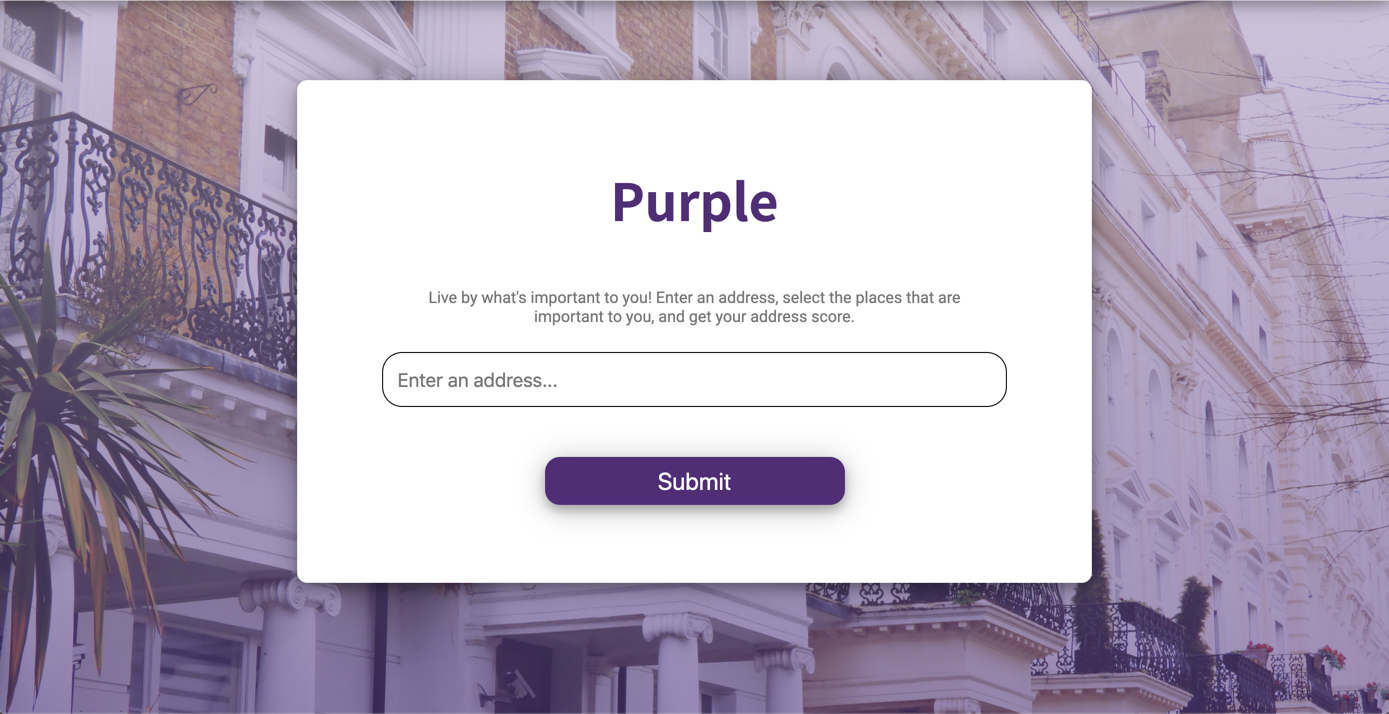 Purple
Live by what's important to you! Enter an address, select the places that are
important to you, and get your address score.
Enter an address...
Submit